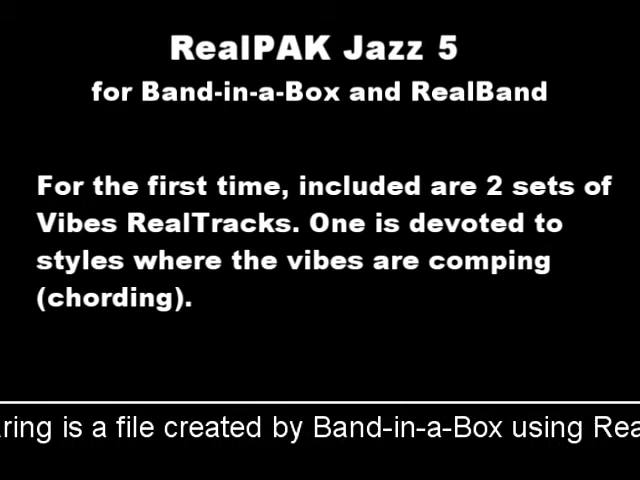 RealPAK Jazz 5
for Band-in-a-Box and RealBand
For the first time, included are 2 sets of
Vibes RealTracks. One is devoted to
styles where the vibes are comping
(chording).
is a file created by Band-in-a-Box using